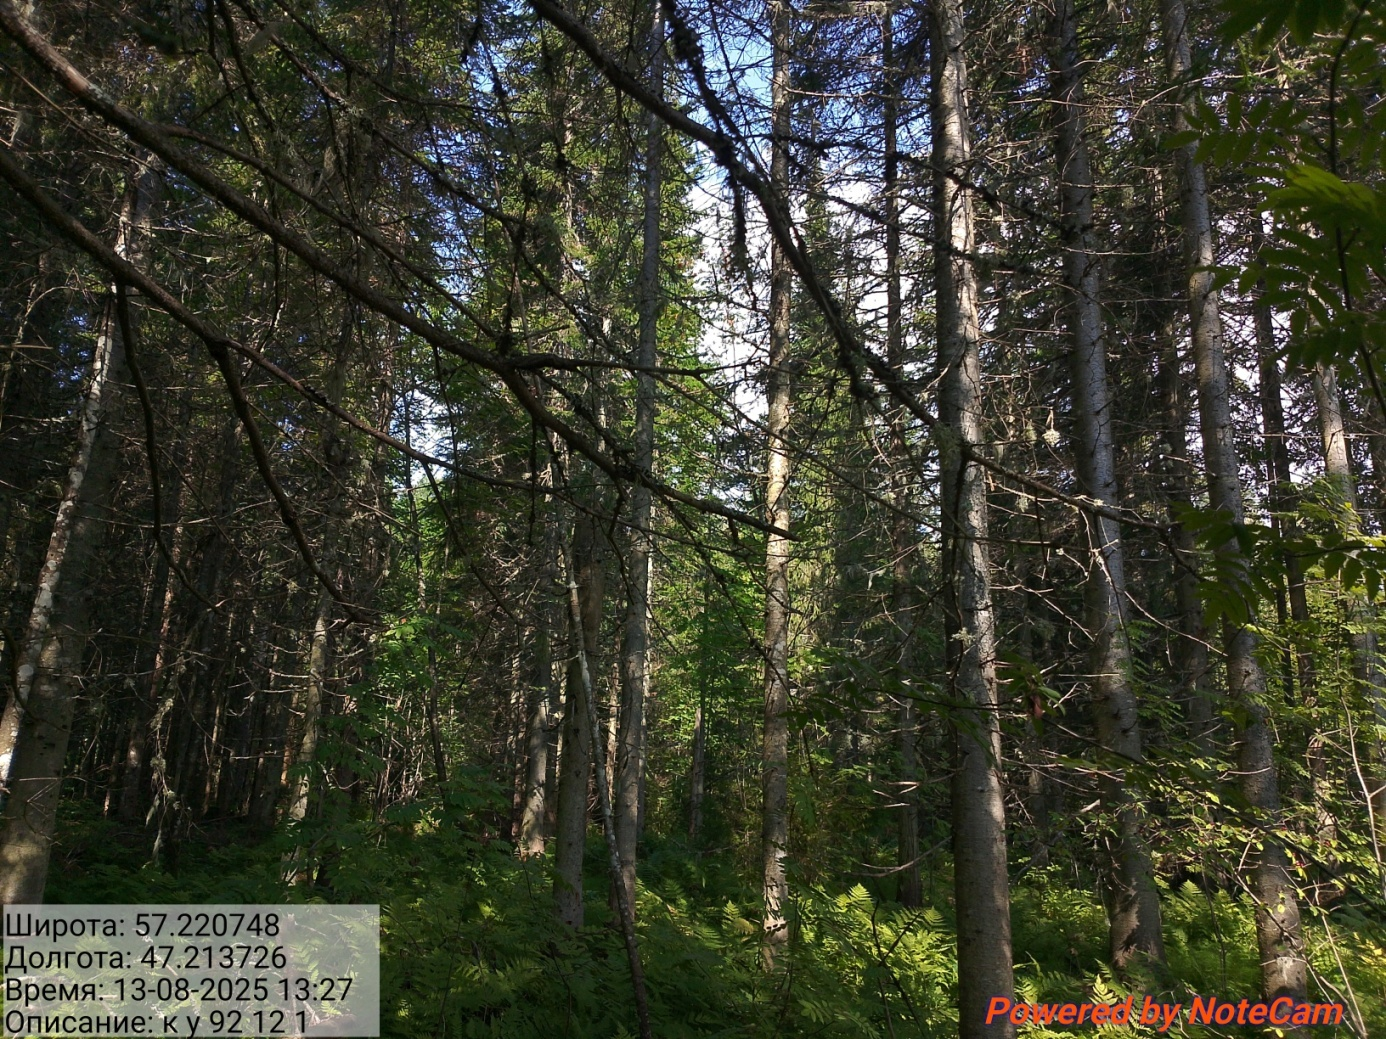 Широта: 57.220748
Долгота: 47.213726
Время: 13-08-2025 13:27
Описание: к у 92 12 1
Powered by NoteCam